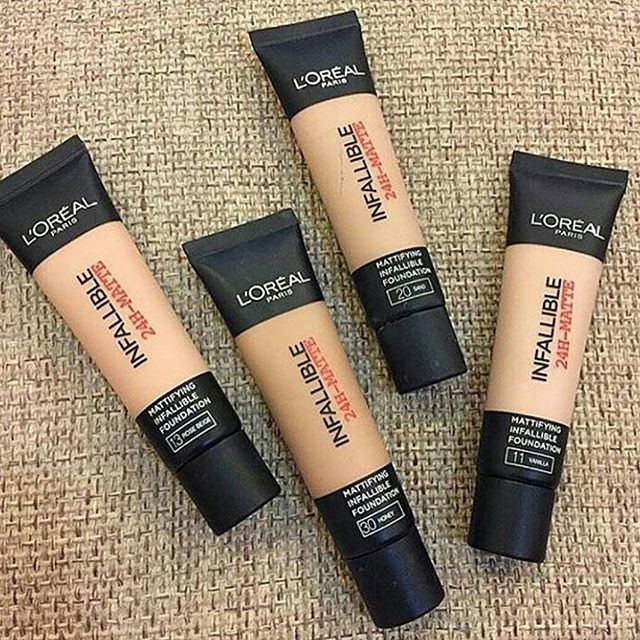 L'ORÉAL
PARIS
INFALLIBLE
24H-MATTE
MATTIFYING
INFALLIBLE
FOUNDATION
13 ROSE BEIGE
L'ORÉAL
PARIS
INFALLIBLE
24H-MATTE
MATTIFYING
INFALLIBLE
FOUNDATION
30 HONEY
L'ORÉAL
PARIS
INFALLIBLE
24H-MATTE
MATTIFYING
INFALLIBLE
FOUNDATION
20 SAND
L'ORÉAL
PARIS
INFALLIBLE
24H-MATTE
MATTIFYING
INFALLIBLE
FOUNDATION
11 VANILLA